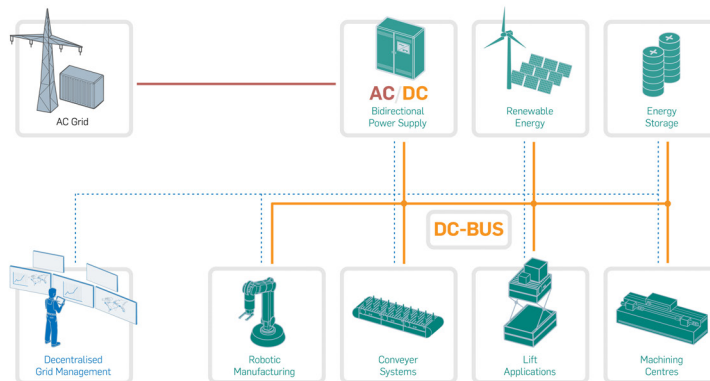 AC Grid
AC/DC
Bidirectional
Power Supply
Renewable
Energy
Energy
Storage
DC-BUS
Decentralised
Grid Management
Robotic
Manufacturing
Conveyer
Systems
Lift
Applications
Machining
Centres